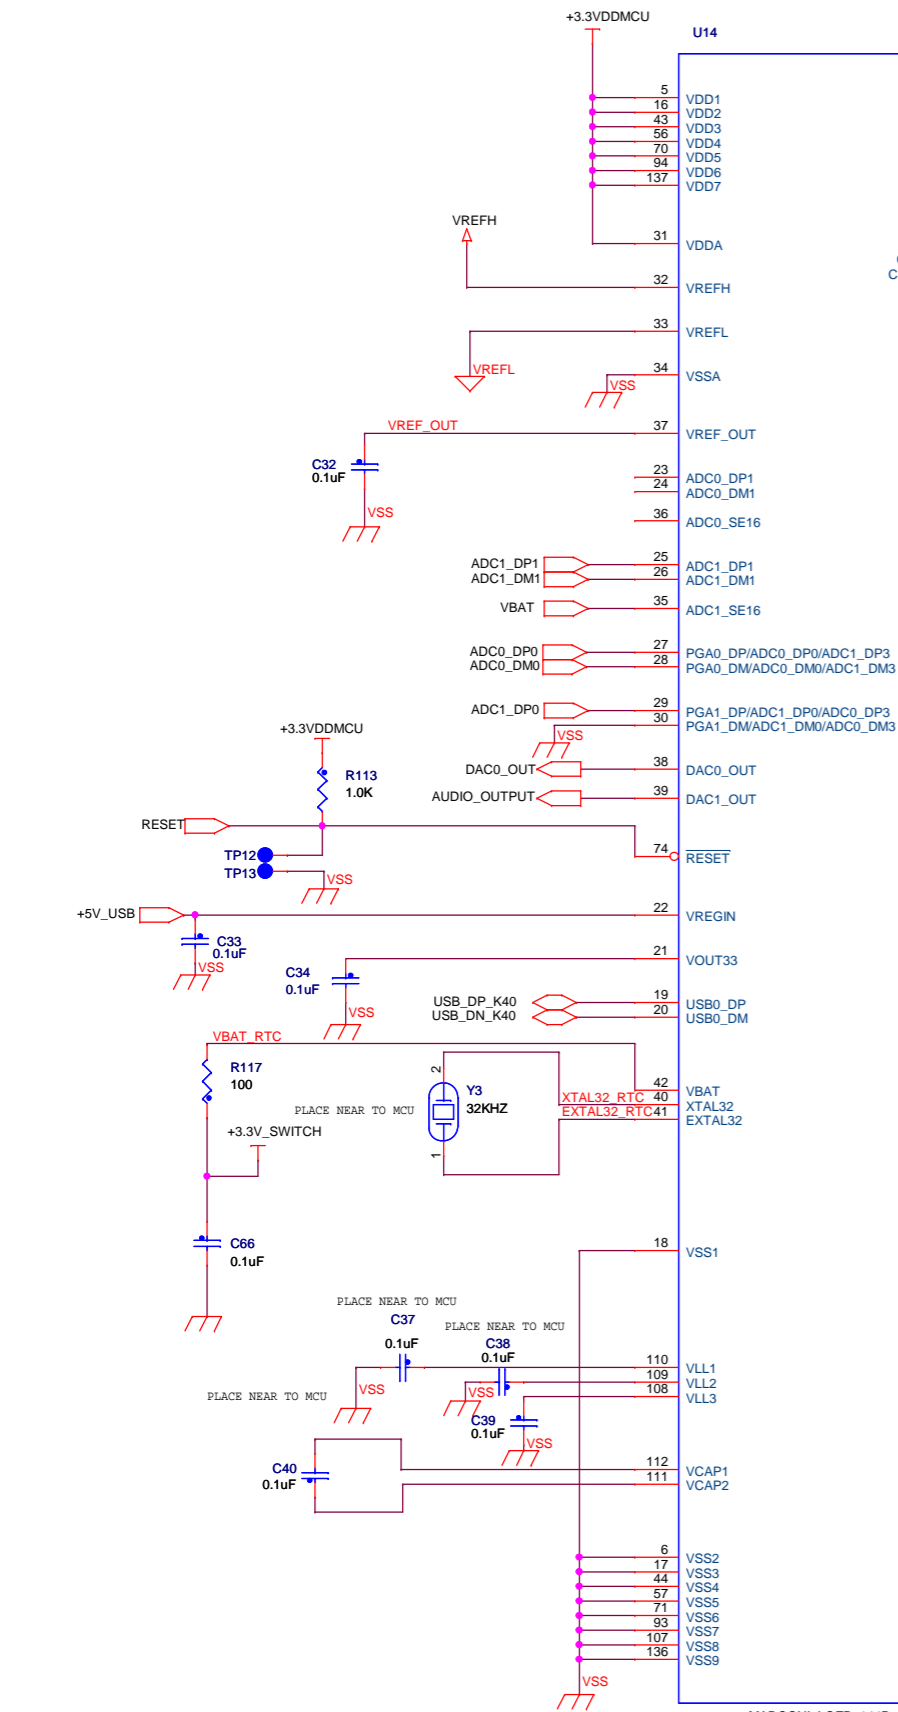 +3.3VDDMCU
U14
5 VDD1
16 VDD2
43 VDD3
56 VDD4
70 VDD5
94 VDD6
137 VDD7
31 VDDA
C
VREFH
32 VREFH
33 VREFL
VREFL
34 VSSA
VSS
VREF_OUT
37 VREF_OUT
C32
0.1uF
VSS
23 ADC0_DP1
24 ADC0_DM1
36 ADC0_SE16
ADC1_DP1 25 ADC1_DP1
ADC1_DM1 26 ADC1_DM1
VBAT 35 ADC1_SE16
ADC0_DP0 27 PGA0_DP/ADC0_DP0/ADC1_DP3
ADC0_DM0 28 PGA0_DM/ADC0_DM0/ADC1_DM3
ADC1_DP0 29 PGA1_DP/ADC1_DP0/ADC0_DP3
30 PGA1_DM/ADC1_DM0/ADC0_DM3
VSS
+3.3VDDMCU
DAC0_OUT 38 DAC0_OUT
R113
1.0K
AUDIO_OUTPUT 39 DAC1_OUT
RESET
TP12
74 RESET
TP13
VSS
+5V_USB 22 VREGIN
C33
0.1uF
VSS
21 VOUT33
C34
0.1uF
VSS
USB_DP_K40 19 USB0_DP
USB_DN_K40 20 USB0_DM
VBAT_RTC
R117
100
42 VBAT
2
Y3
32KHZ
1
PLACE NEAR TO MCU
XTAL32_RTC 40 XTAL32
EXTAL32_RTC 41 EXTAL32
+3.3V_SWITCH
C66
0.1uF
18 VSS1
PLACE NEAR TO MCU
C37
0.1uF
PLACE NEAR TO MCU
C38
0.1uF
110 VLL1
109 VLL2
108 VLL3
VSS
VSS
PLACE NEAR TO MCU
C39
0.1uF
VSS
C40
0.1uF
112 VCAP1
111 VCAP2
6 VSS2
17 VSS3
44 VSS4
57 VSS5
71 VSS6
93 VSS7
107 VSS8
136 VSS9
VSS